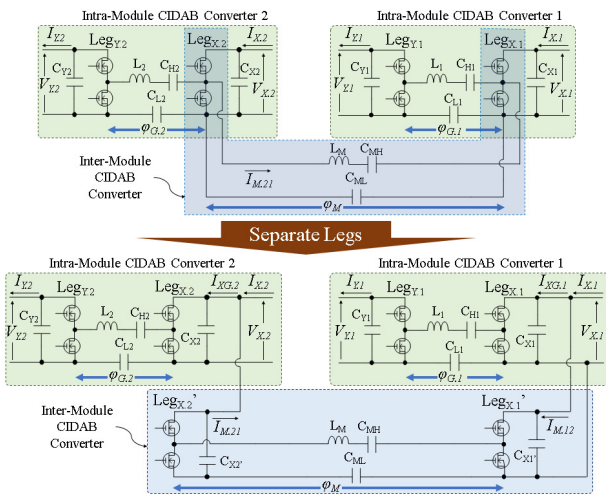 Intra-Module CIDAB Converter 2
Intra-Module CIDAB Converter 1
I_Y.2 Leg_Y.2 Leg_X.2 I_X.2
I_Y.1 Leg_Y.1 Leg_X.1 I_X.1
C_Y2 V_Y.2 L_2 C_H2 C_X2 V_X.2
C_Y1 V_Y.1 L_1 C_H1 C_X1 V_X.1
C_L2
C_L1
φ_G.2
φ_G.1
Inter-Module
CIDAB
Converter
L_M C_MH
I_M.21
C_ML
φ_M
Separate Legs
Intra-Module CIDAB Converter 2
Intra-Module CIDAB Converter 1
I_Y.2 Leg_Y.2 Leg_X.2 I_XG.2 I_X.2
I_Y.1 Leg_Y.1 Leg_X.1 I_XG.1 I_X.1
V_Y.2 C_Y2 L_2 C_H2 C_X2 V_X.2
V_Y.1 C_Y1 L_1 C_H1 C_X1 V_X.1
C_L2
C_L1
φ_G.2
φ_G.1
Leg_X.2'
Leg_X.1'
Inter-Module
CIDAB
Converter
I_M.21
L_M C_MH
I_M.12
C_X2'
C_ML
C_X1'
φ_M